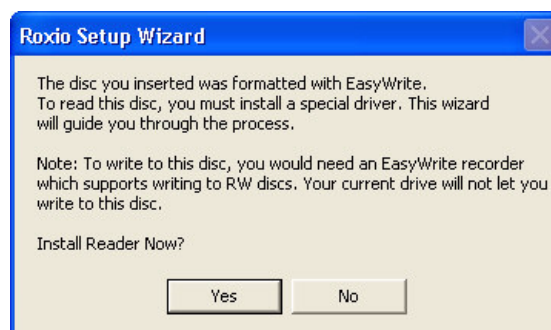 Roxio Setup Wizard
The disc you inserted was formatted with EasyWrite.
To read this disc, you must install a special driver. This wizard
will guide you through the process.
Note: To write to this disc, you would need an EasyWrite recorder
which supports writing to RW discs. Your current drive will not let you
write to this disc.
Install Reader Now?
Yes No